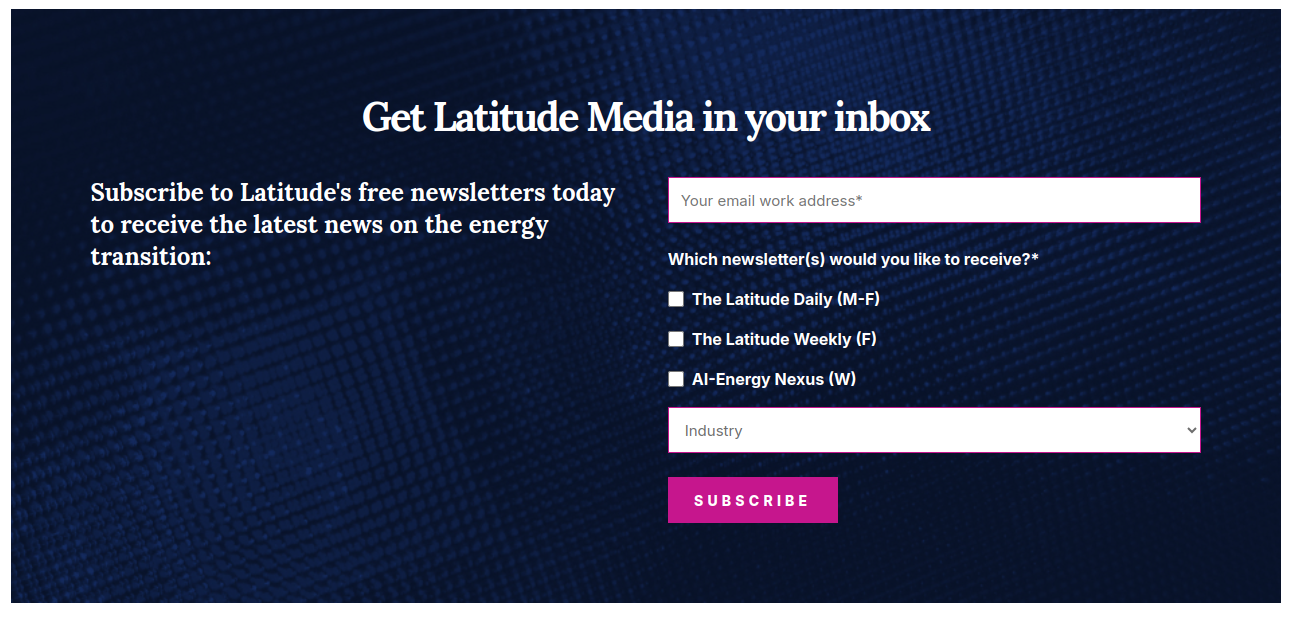 Get Latitude Media in your inbox
Subscribe to Latitude's free newsletters today
to receive the latest news on the energy
transition:
Your email work address*
Which newsletter(s) would you like to receive?*
The Latitude Daily (M-F)
The Latitude Weekly (F)
AI-Energy Nexus (W)
Industry
SUBSCRIBE